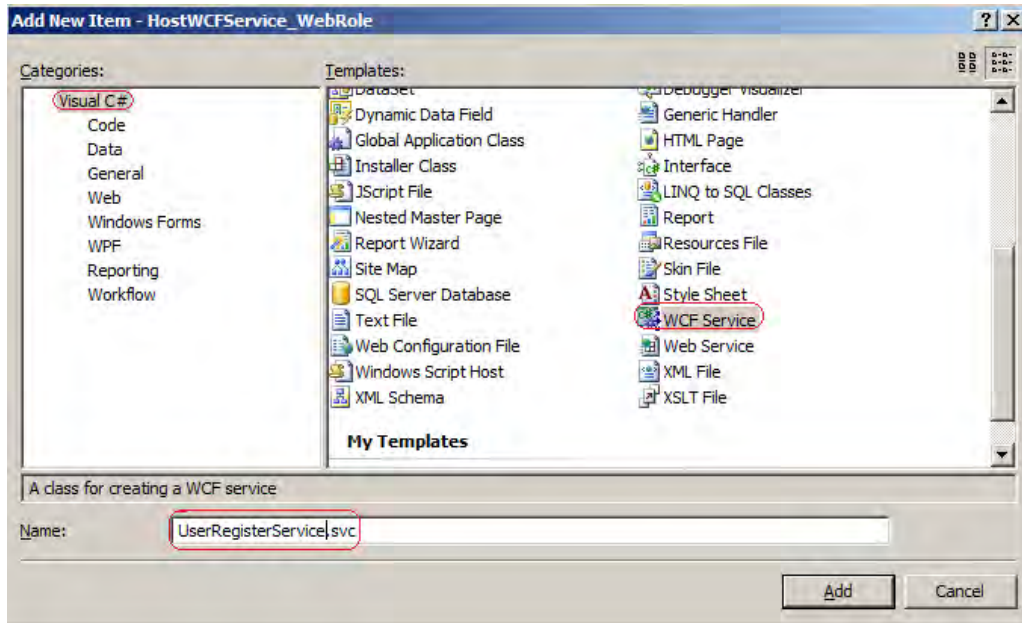 Add New Item - HostWCFService_WebRole
Categories:
Templates:
Visual C#
Code
Data
General
Web
Windows Forms
WPF
Reporting
Workflow
DataSet
Debugger Visualizer
Dynamic Data Field
Generic Handler
Global Application Class
HTML Page
Installer Class
Interface
JScript File
LINQ to SQL Classes
Nested Master Page
Report
Report Wizard
Resources File
Site Map
Skin File
SQL Server Database
Style Sheet
Text File
WCF Service
Web Configuration File
Web Service
Windows Script Host
XML File
XML Schema
XSLT File
My Templates
A class for creating a WCF service
Name:
UserRegisterService.svc
Add
Cancel